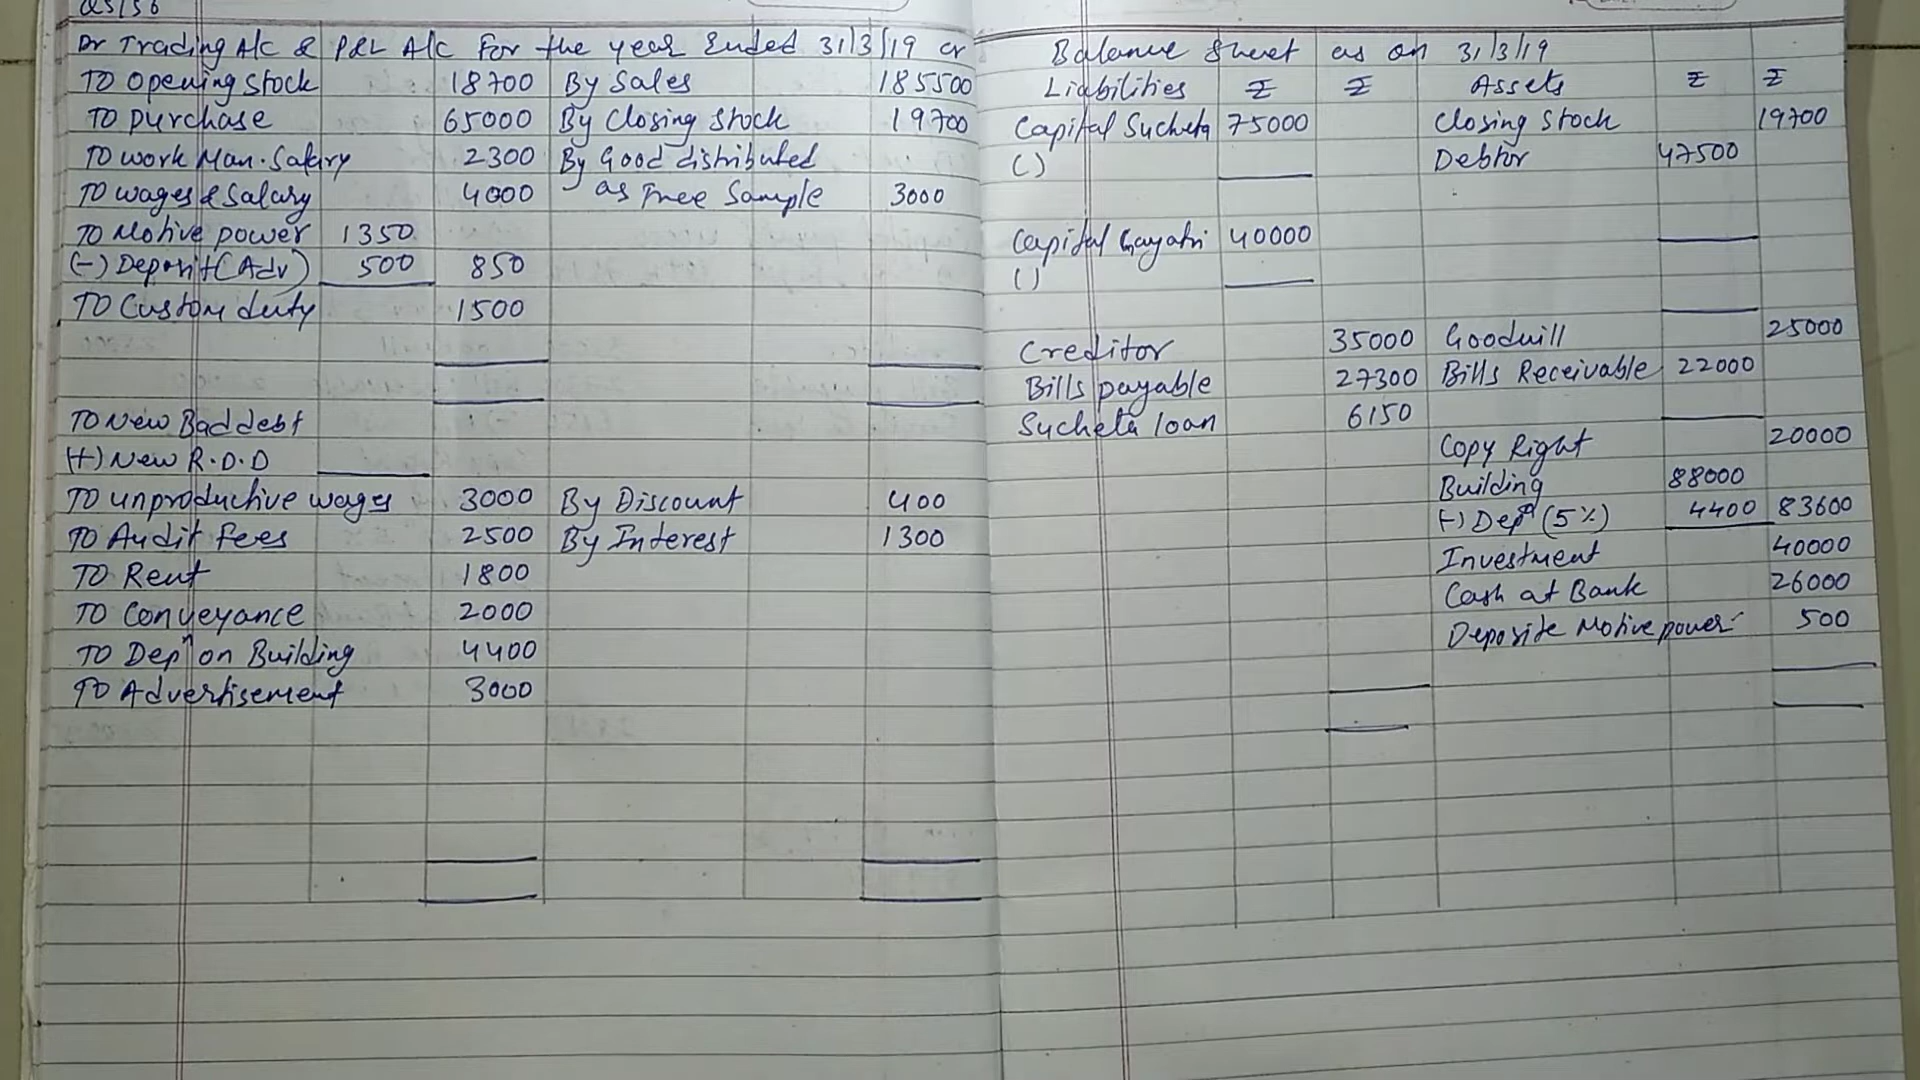 Q5/56
Dr Trading A/c & P&L A/c For the year Ended 31/3/19 cr
TO Opening Stock 18700 By Sales 185500
TO purchase 65000 By Closing Stock 19700
TO work Man. Salary 2300 By Good distributed
TO wages & Salary 4000 as Free Sample 3000
TO Motive power 1350
(-) Deposit (Adv) 500 850
TO Custom duty 1500
TO New Bad debt
(+) New R.D.D
TO unproductive wages 3000 By Discount 400
TO Audit Fees 2500 By Interest 1300
TO Rent 1800
TO Conveyance 2000
TO Depⁿ on Building 4400
TO Advertisement 3000
Balance Sheet as on 31/3/19
Liabilities ₹ ₹ Assets ₹ ₹
Capital Sucheta 75000 Closing Stock 19700
() Debtor 47500
Capital Gayatri 40000
()
Creditor 35000 Goodwill 25000
Bills payable 27300 Bills Receivable 22000
Sucheta loan 6150
Copy Right 20000
Building 88000
(-) Depⁿ (5%) 4400 83600
Investment 40000
Cash at Bank 26000
Deposite Motive power 500